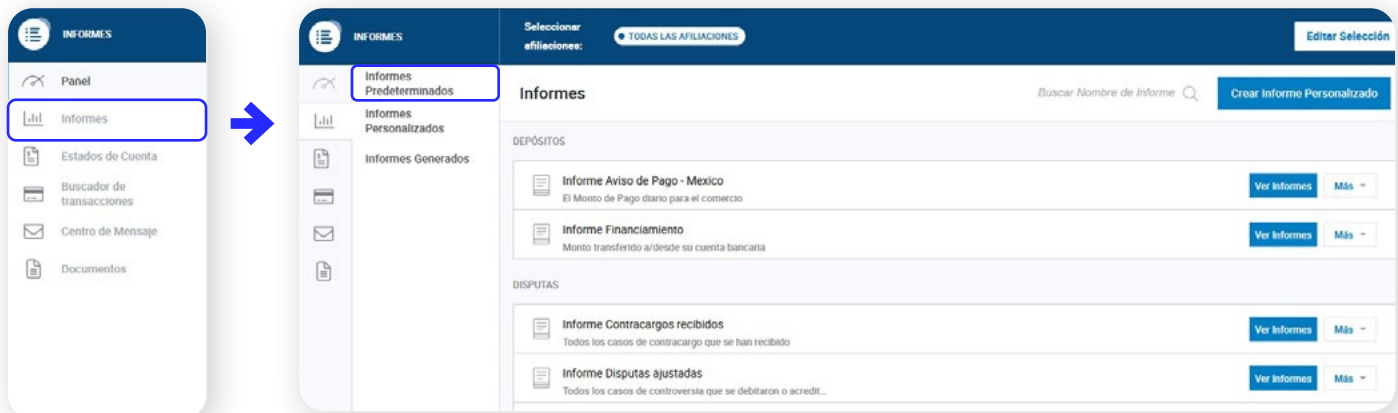 INFORMES
Panel
Informes
Estados de Cuenta
Buscador de
transacciones
Centro de Mensaje
Documentos
INFORMES
Seleccionar
afiliaciones:
TODAS LAS AFILIACIONES
Editar Selección
Informes
Predeterminados
Informes
Personalizados
Informes Generados
Informes
Buscar Nombre de Informe
Crear Informe Personalizado
DEPÓSITOS
Informe Aviso de Pago - Mexico
El Monto de Pago diario para el comercio
Ver Informes
Más
Informe Financiamiento
Monto transferido a/desde su cuenta bancaria
Ver Informes
Más
DISPUTAS
Informe Contracargos recibidos
Todos los casos de contracargo que se han recibido
Ver Informes
Más
Informe Disputas ajustadas
Todos los casos de controversia que se debitaron o acredit...
Ver Informes
Más